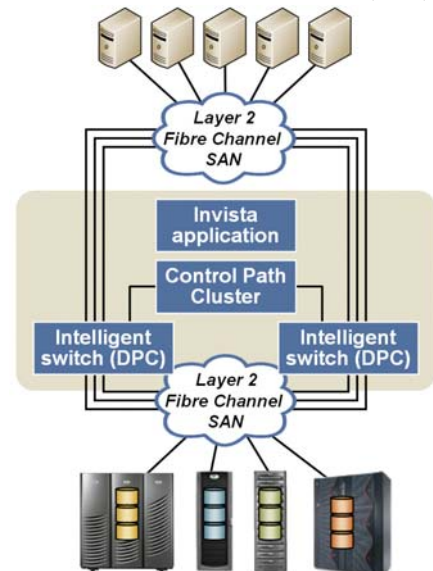 Layer 2
Fibre Channel
SAN
Invista
application
Control Path
Cluster
Intelligent
switch (DPC)
Intelligent
switch (DPC)
Layer 2
Fibre Channel
SAN